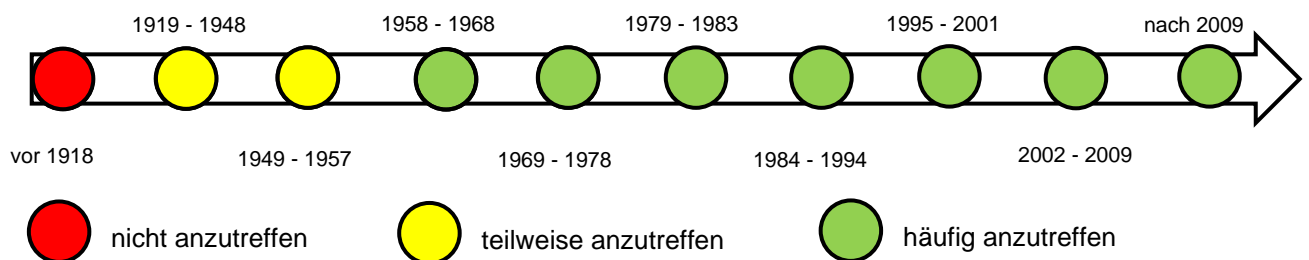 1919 - 1948 1958 - 1968 1979 - 1983 1995 - 2001 nach 2009
vor 1918 1949 - 1957 1969 - 1978 1984 - 1994 2002 - 2009
nicht anzutreffen teilweise anzutreffen häufig anzutreffen